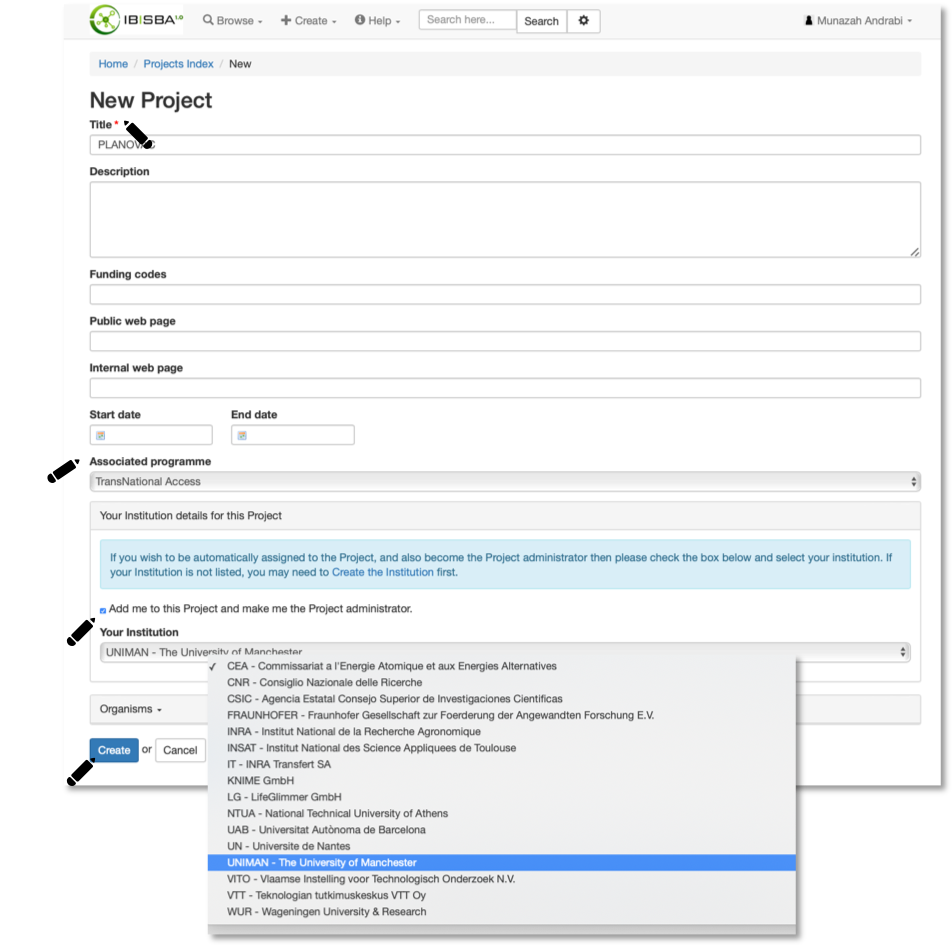 IBISBA 1.0 Browse Create Help Search here... Search Munazah Andrabi
Home / Projects Index / New
New Project
Title *
Description
Funding codes
Public web page
Internal web page
Start date End date
Associated programme
TransNational Access
Your Institution details for this Project
If you wish to be automatically assigned to the Project, and also become the Project administrator then please check the box below and select your institution. If
your Institution is not listed, you may need to Create the Institution first.
Add me to this Project and make me the Project administrator.
Your Institution
UNIMAN - The University of Manchester
✓ CEA - Commissariat a l'Energie Atomique et aux Energies Alternatives
CNR - Consiglio Nazionale delle Ricerche
CSIC - Agencia Estatal Consejo Superior de Investigaciones Cientificas
FRAUNHOFER - Fraunhofer Gesellschaft zur Foerderung der Angewandten Forschung E.V.
INRA - Institut National de la Recherche Agronomique
INSAT - Institut National des Science Appliquees de Toulouse
IT - INRA Transfert SA
KNIME GmbH
LG - LifeGlimmer GmbH
NTUA - National Technical University of Athens
UAB - Universitat Autònoma de Barcelona
UN - Universite de Nantes
UNIMAN - The University of Manchester
VITO - Vlaamse Instelling voor Technologisch Onderzoek N.V.
VTT - Teknologian tutkimuskeskus VTT Oy
WUR - Wageningen University & Research
Organisms
Create or Cancel